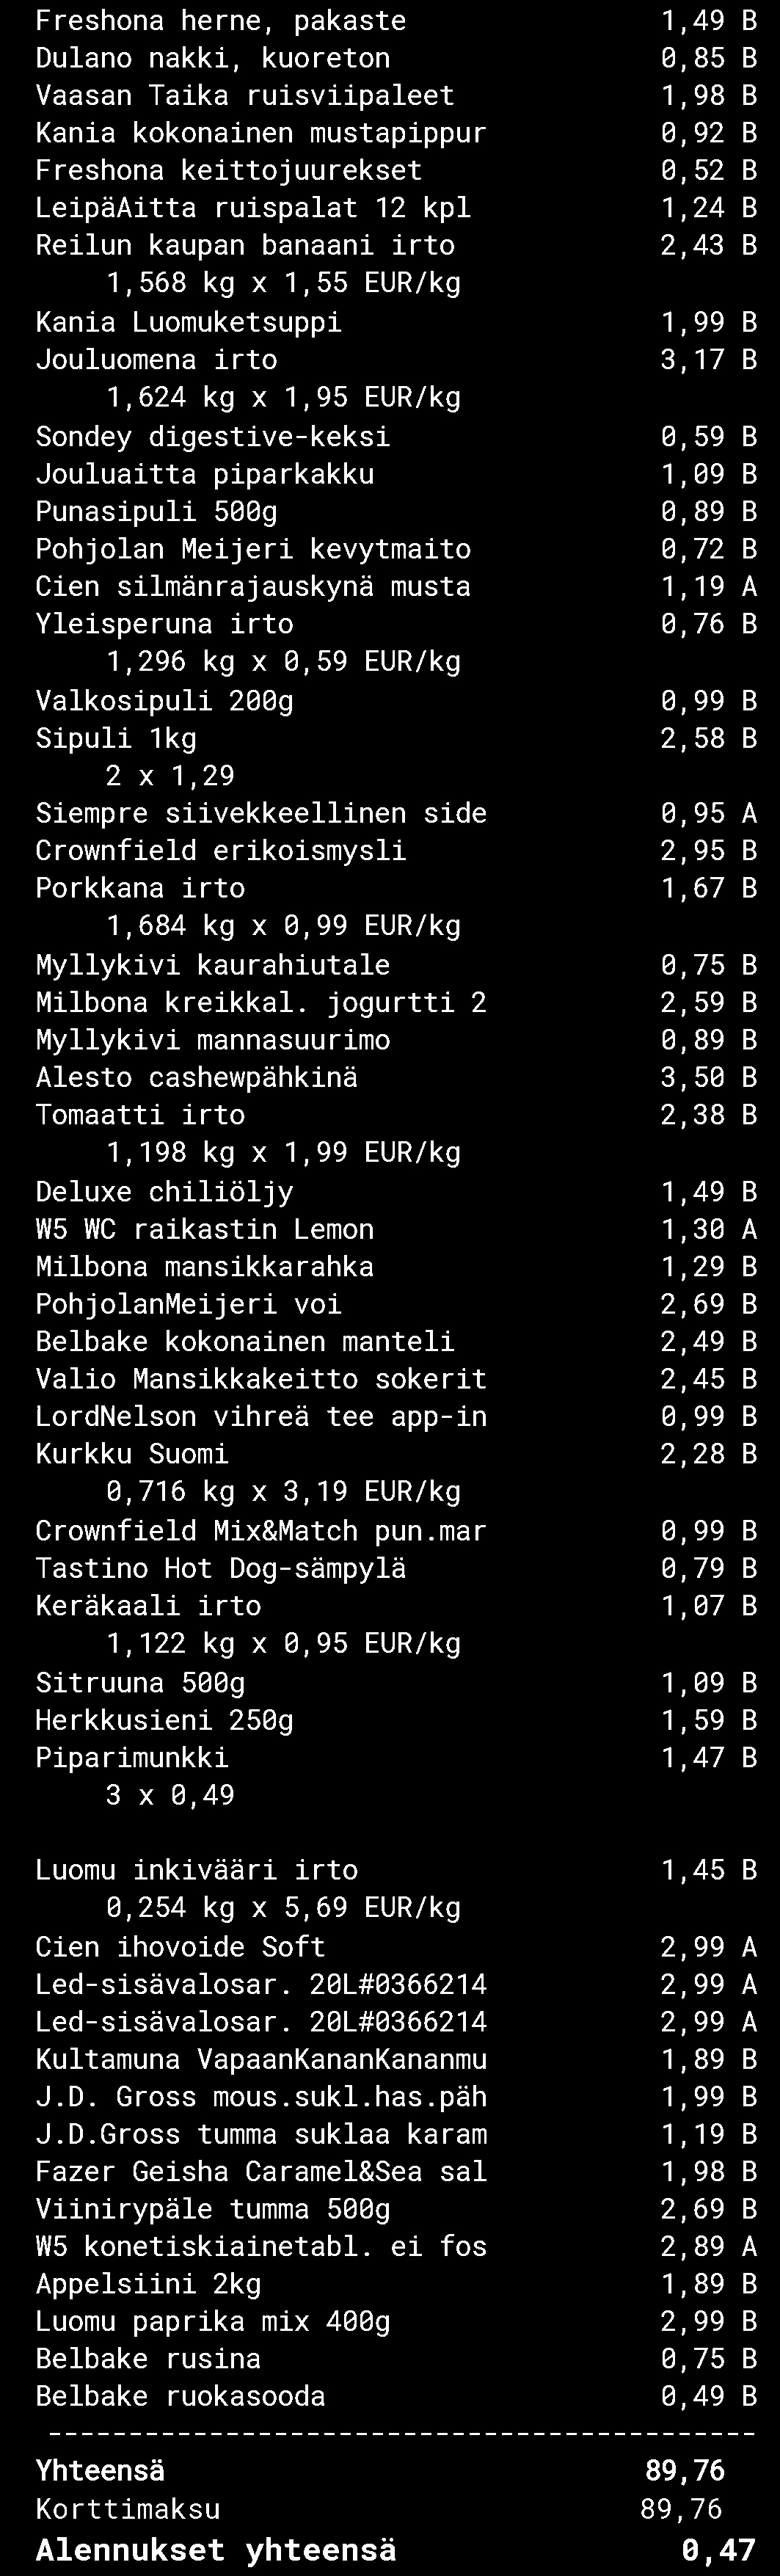 Freshona herne, pakaste 1,49 B
Dulano nakki, kuoreton 0,85 B
Vaasan Taika ruisviipaleet 1,98 B
Kania kokonainen mustapippur 0,92 B
Freshona keittojuurekset 0,52 B
LeipäAitta ruispalat 12 kpl 1,24 B
Reilun kaupan banaani irto 2,43 B
1,568 kg x 1,55 EUR/kg
Kania Luomuketsuppi 1,99 B
Jouluomena irto 3,17 B
1,624 kg x 1,95 EUR/kg
Sondey digestive-keksi 0,59 B
Jouluaitta piparkakku 1,09 B
Punasipuli 500g 0,89 B
Pohjolan Meijeri kevytmaito 0,72 B
Cien silmänrajauskynä musta 1,19 A
Yleisperuna irto 0,76 B
1,296 kg x 0,59 EUR/kg
Valkosipuli 200g 0,99 B
Sipuli 1kg 2,58 B
2 x 1,29
Siempre siivekkeellinen side 0,95 A
Crownfield erikoismysli 2,95 B
Porkkana irto 1,67 B
1,684 kg x 0,99 EUR/kg
Myllykivi kaurahiutale 0,75 B
Milbona kreikkal. jogurtti 2 2,59 B
Myllykivi mannasuurimo 0,89 B
Alesto cashewpähkinä 3,50 B
Tomaatti irto 2,38 B
1,198 kg x 1,99 EUR/kg
Deluxe chiliöljy 1,49 B
W5 WC raikastin Lemon 1,30 A
Milbona mansikkarahka 1,29 B
PohjolanMeijeri voi 2,69 B
Belbake kokonainen manteli 2,49 B
Valio Mansikkakeitto sokerit 2,45 B
LordNelson vihreä tee app-in 0,99 B
Kurkku Suomi 2,28 B
0,716 kg x 3,19 EUR/kg
Crownfield Mix&Match pun.mar 0,99 B
Tastino Hot Dog-sämpylä 0,79 B
Keräkaali irto 1,07 B
1,122 kg x 0,95 EUR/kg
Sitruuna 500g 1,09 B
Herkkusieni 250g 1,59 B
Piparimunkki 1,47 B
3 x 0,49
Luomu inkivääri irto 1,45 B
0,254 kg x 5,69 EUR/kg
Cien ihovoide Soft 2,99 A
Led-sisävalosar. 20L#0366214 2,99 A
Led-sisävalosar. 20L#0366214 2,99 A
Kultamuna VapaanKananKananmu 1,89 B
J.D. Gross mous.sukl.has.päh 1,99 B
J.D.Gross tumma suklaa karam 1,19 B
Fazer Geisha Caramel&Sea sal 1,98 B
Viinirypäle tumma 500g 2,69 B
W5 konetiskiainetabl. ei fos 2,89 A
Appelsiini 2kg 1,89 B
Luomu paprika mix 400g 2,99 B
Belbake rusina 0,75 B
Belbake ruokasooda 0,49 B
--------------------------------------------
Yhteensä 89,76
Korttimaksu 89,76
Alennukset yhteensä 0,47